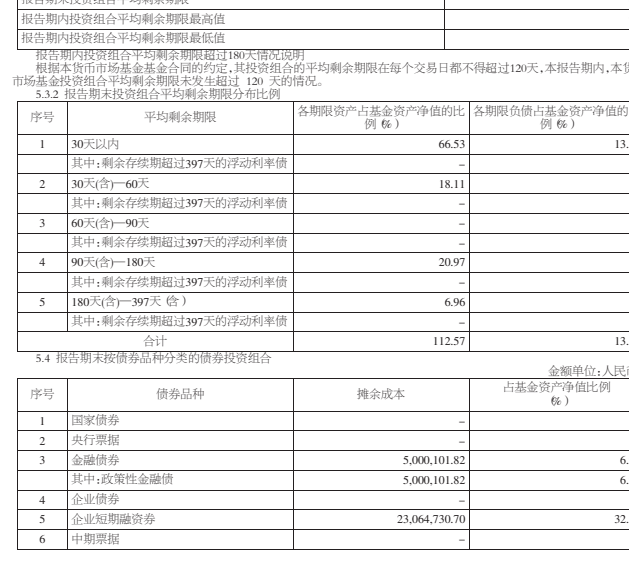 报告期末投资组合平均剩余期限
报告期内投资组合平均剩余期限最高值
报告期内投资组合平均剩余期限最低值
报告期内投资组合平均剩余期限超过180天情况说明
根据本货币市场基金基金合同的约定,其投资组合的平均剩余期限在每个交易日都不得超过120天,本报告期内,本货
市场基金投资组合平均剩余期限未发生超过 120 天的情况。
5.3.2 报告期末投资组合平均剩余期限分布比例
序号 平均剩余期限 各期限资产占基金资产净值的比例(%) 各期限负债占基金资产净值的例(%)
1 30天以内 66.53 13.
其中:剩余存续期超过397天的浮动利率债 –
2 30天(含)—60天 18.11
其中:剩余存续期超过397天的浮动利率债 –
3 60天(含)—90天 –
其中:剩余存续期超过397天的浮动利率债 –
4 90天(含)—180天 20.97
其中:剩余存续期超过397天的浮动利率债 –
5 180天(含)—397天(含) 6.96
其中:剩余存续期超过397天的浮动利率债 –
合计 112.57 13.
5.4 报告期末按债券品种分类的债券投资组合
金额单位:人民
序号 债券品种 摊余成本 占基金资产净值比例(%)
1 国家债券 –
2 央行票据 –
3 金融债券 5,000,101.82 6.
其中:政策性金融债 5,000,101.82 6.
4 企业债券 –
5 企业短期融资券 23,064,730.70 32.
6 中期票据 –